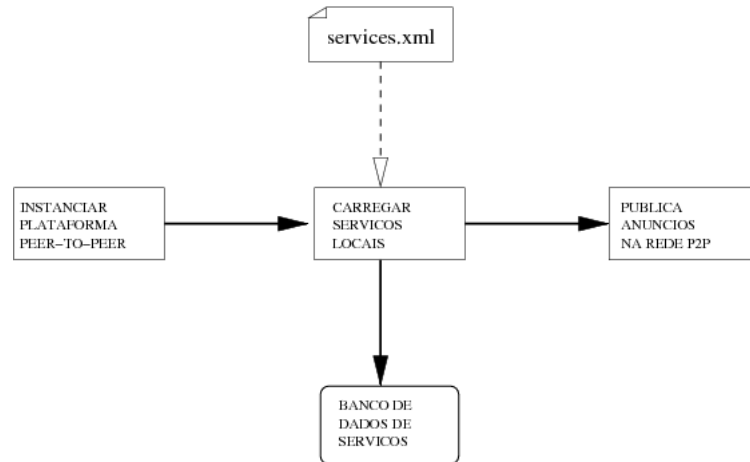 services.xml
INSTANCIAR
PLATAFORMA
PEER−TO−PEER
CARREGAR
SERVICOS
LOCAIS
PUBLICA
ANUNCIOS
NA REDE P2P
BANCO DE
DADOS DE
SERVICOS